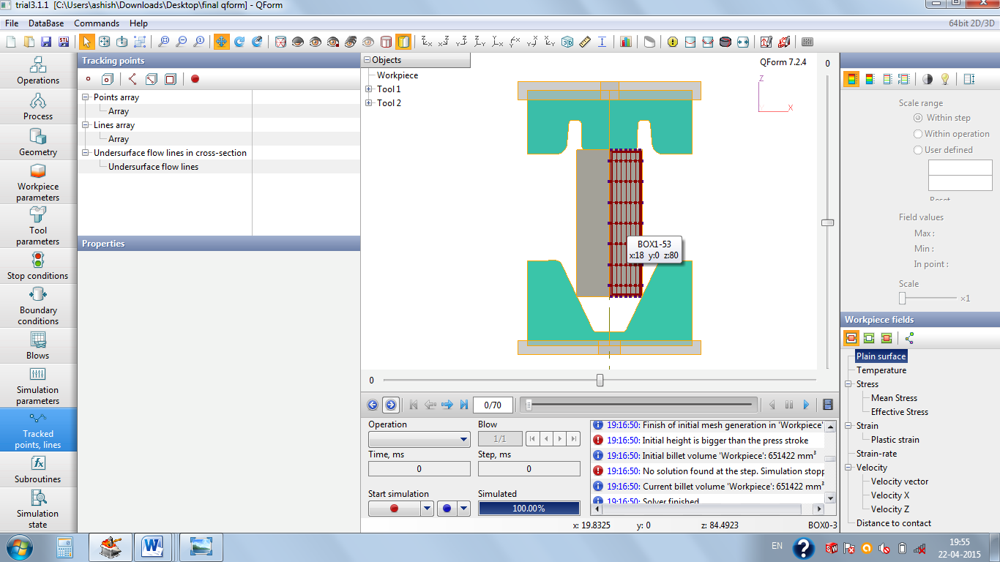 trial3.1.1 [C:\Users\ashish\Downloads\Desktop\final qform] - QForm
File DataBase Commands Help
64bit 2D/3D
STL
Operations
Process
Geometry
Workpiece
parameters
Tool
parameters
Stop conditions
Boundary
conditions
Blows
Simulation
parameters
Tracked
points, lines
Subroutines
Simulation
state
Tracking points
Points array
Array
Lines array
Array
Undersurface flow lines in cross-section
Undersurface flow lines
Properties
Objects
Workpiece
Tool 1
Tool 2
QForm 7.2.4
Z
X
0
BOX1-53
x:18 y:0 z:80
0
0/70
Operation
Blow
1/1
Time, ms
Step, ms
0
0
Start simulation
Simulated
100.00%
19:16:50: Finish of initial mesh generation in 'Workpiece'
19:16:50: Initial height is bigger than the press stroke
19:16:50: Initial billet volume 'Workpiece': 651422 mm³
19:16:50: No solution found at the step. Simulation stopp
19:16:50: Current billet volume 'Workpiece': 651422 mm³
19:16:50: Solver finished
x: 19.8325 y: 0 z: 84.4923 BOX0-3
Scale range
Within step
Within operation
User defined
Reset
Field values
Max :
Min :
In point :
Scale
×1
Workpiece fields
Plain surface
Temperature
Stress
Mean Stress
Effective Stress
Strain
Plastic strain
Strain-rate
Velocity
Velocity vector
Velocity X
Velocity Z
Distance to contact
EN
19:55
22-04-2015